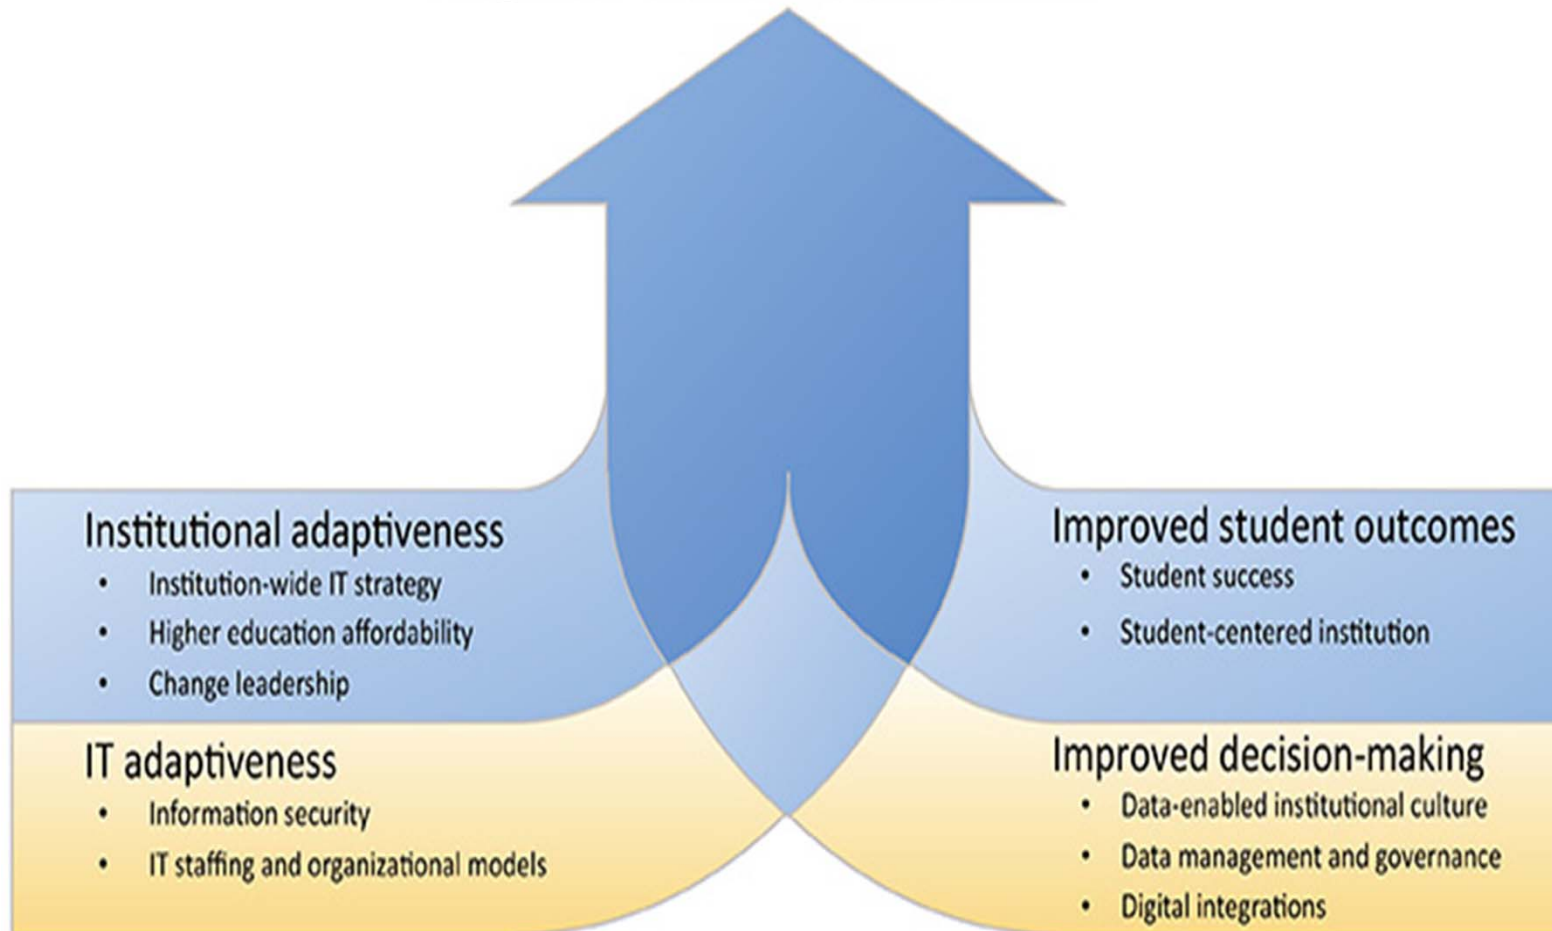 Institutional adaptiveness
• Institution-wide IT strategy
• Higher education affordability
• Change leadership
IT adaptiveness
• Information security
• IT staffing and organizational models
Improved student outcomes
• Student success
• Student-centered institution
Improved decision-making
• Data-enabled institutional culture
• Data management and governance
• Digital integrations